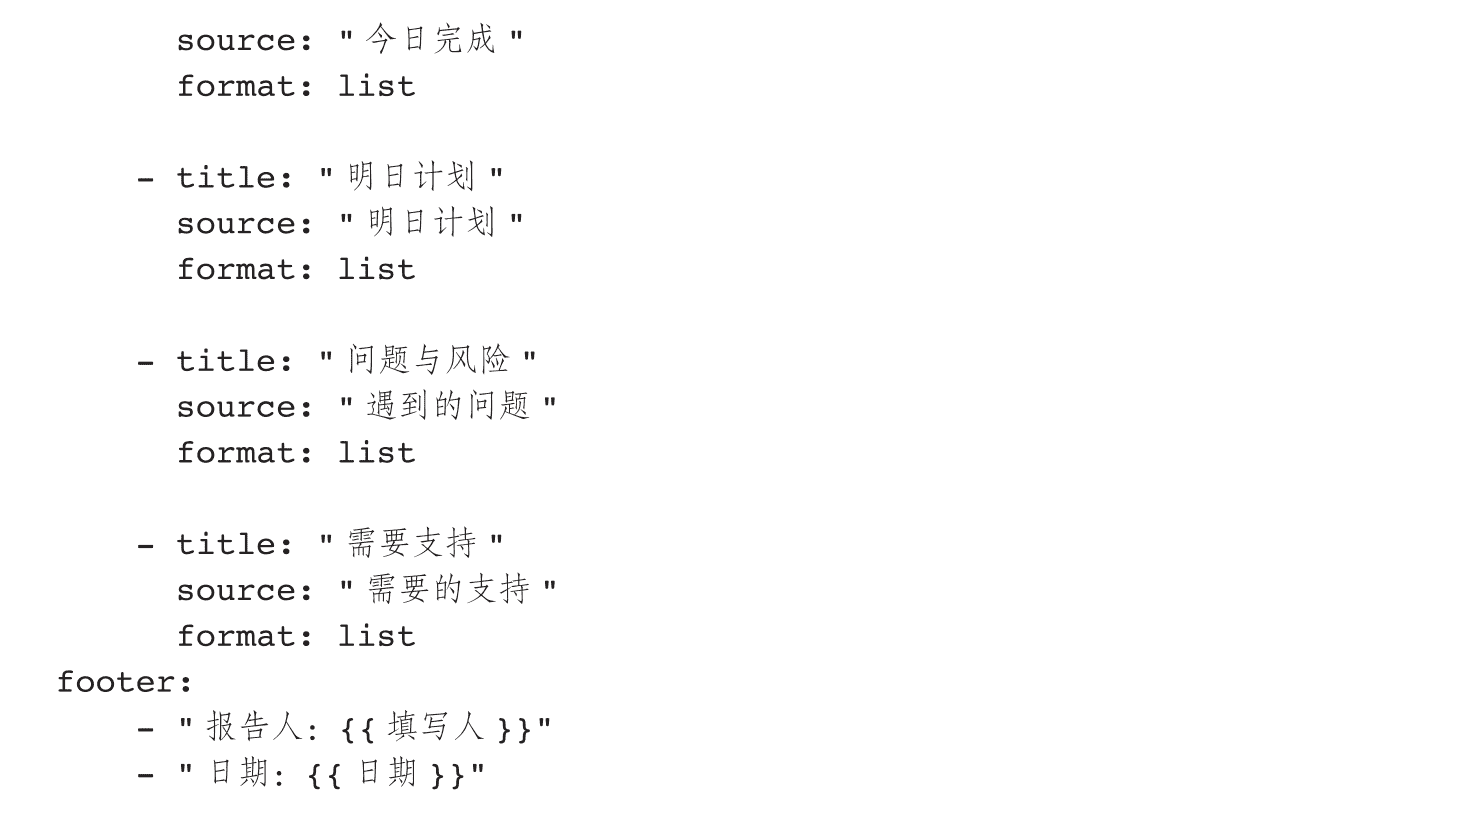 source: "今日完成"
format: list
- title: "明日计划"
source: "明日计划"
format: list
- title: "问题与风险"
source: "遇到的问题"
format: list
- title: "需要支持"
source: "需要的支持"
format: list
footer:
- "报告人: {{填写人}}"
- "日期: {{日期}}"